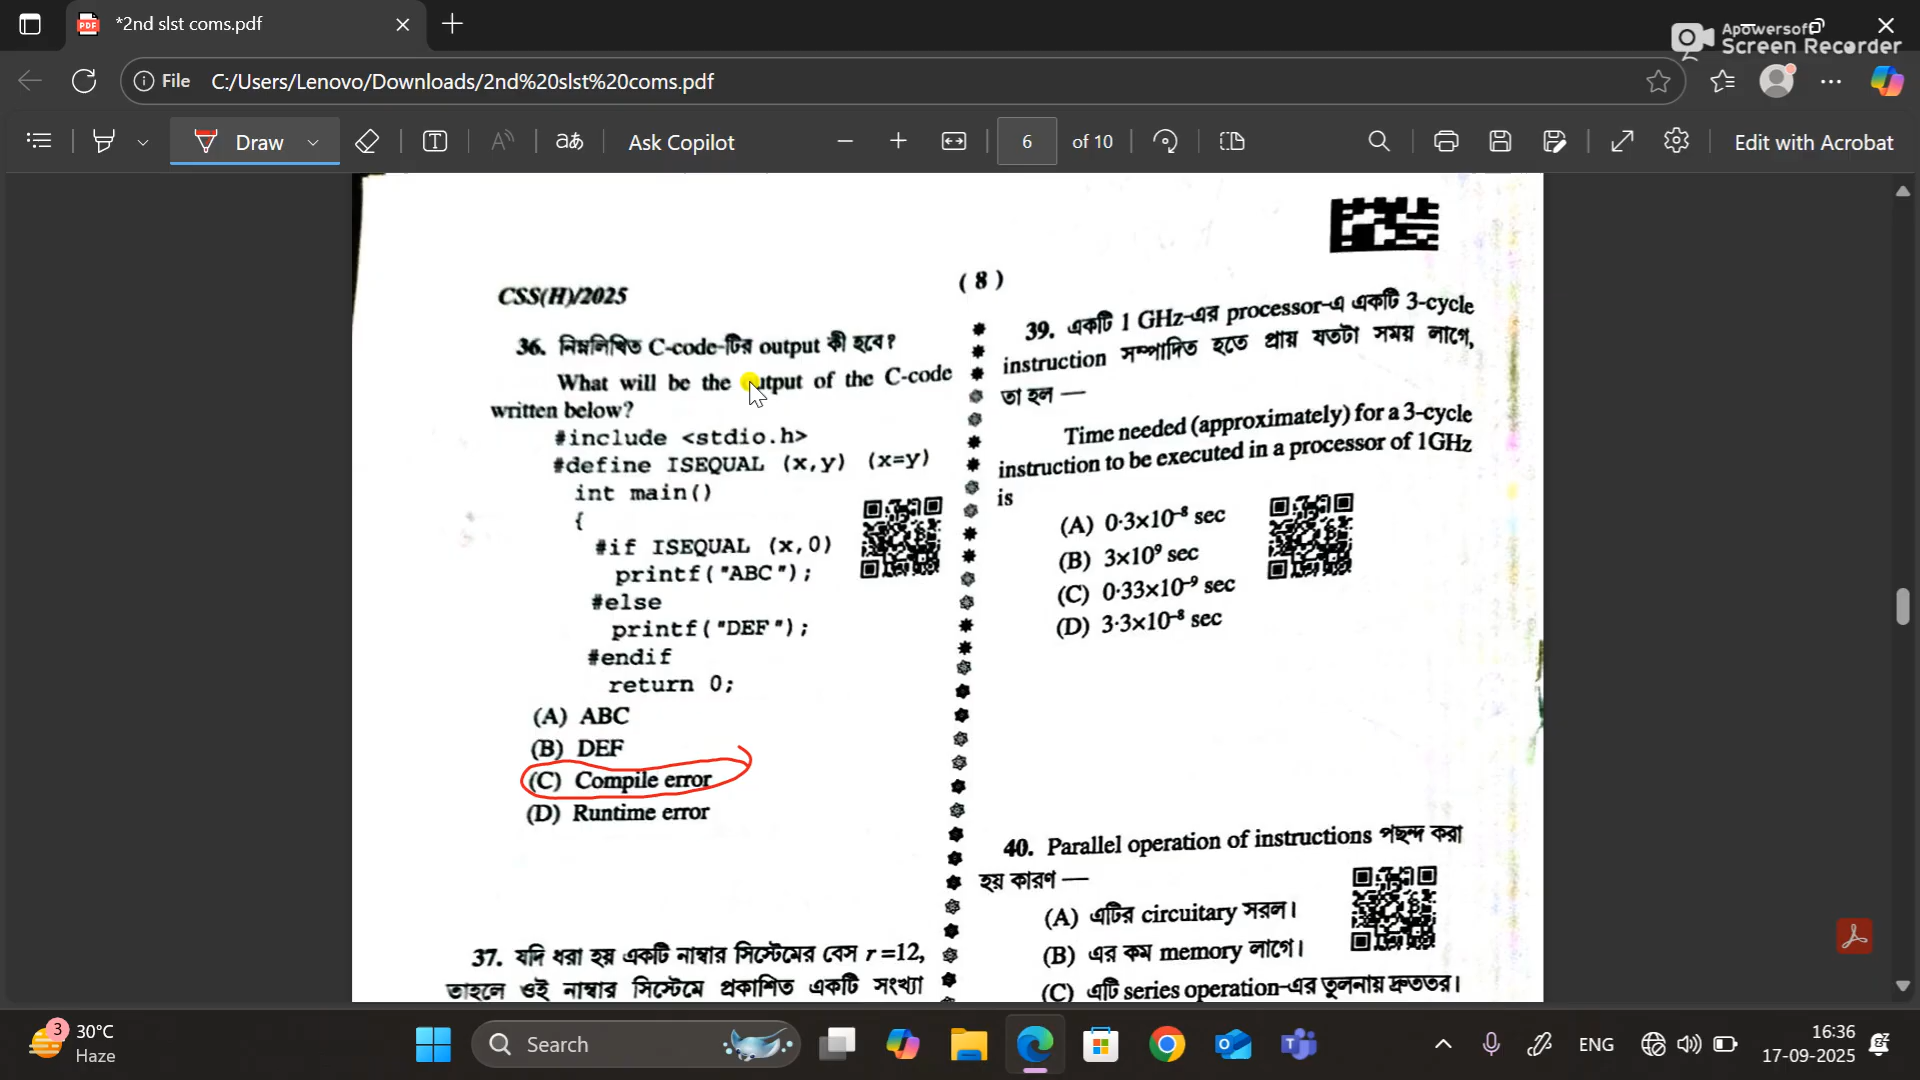 *2nd slst coms.pdf
Apowersoft
Screen Recorder
File C:/Users/Lenovo/Downloads/2nd%20slst%20coms.pdf
Draw
aあ
Ask Copilot
6 of 10
Edit with Acrobat
CSS(H)/2025
( 8 )
36. নিম্নলিখিত C-code-টির output কী হবে?
What will be the output of the C-code
written below?
#include <stdio.h>
#define ISEQUAL (x,y) (x=y)
int main()
{
#if ISEQUAL (x,0)
printf("ABC");
#else
printf("DEF");
#endif
return 0;
(A) ABC
(B) DEF
(C) Compile error
(D) Runtime error
37. যদি ধরা হয় একটি নাম্বার সিস্টেমের বেস r =12,
তাহলে ওই নাম্বার সিস্টেমে প্রকাশিত একটি সংখ্যা
39. একটি 1 GHz-এর processor-এ একটি 3-cycle
instruction সম্পাদিত হতে প্রায় যতটা সময় লাগে,
তা হল —
Time needed (approximately) for a 3-cycle
instruction to be executed in a processor of 1GHz
is
(A) 0·3×10⁻⁸ sec
(B) 3×10⁹ sec
(C) 0·33×10⁻⁹ sec
(D) 3·3×10⁻⁸ sec
40. Parallel operation of instructions পছন্দ করা
হয় কারণ —
(A) এটির circuitary সরল।
(B) এর কম memory লাগে।
(C) এটি series operation-এর তুলনায় দ্রুততর।
3
30°C
Haze
Search
ENG
16:36
17-09-2025